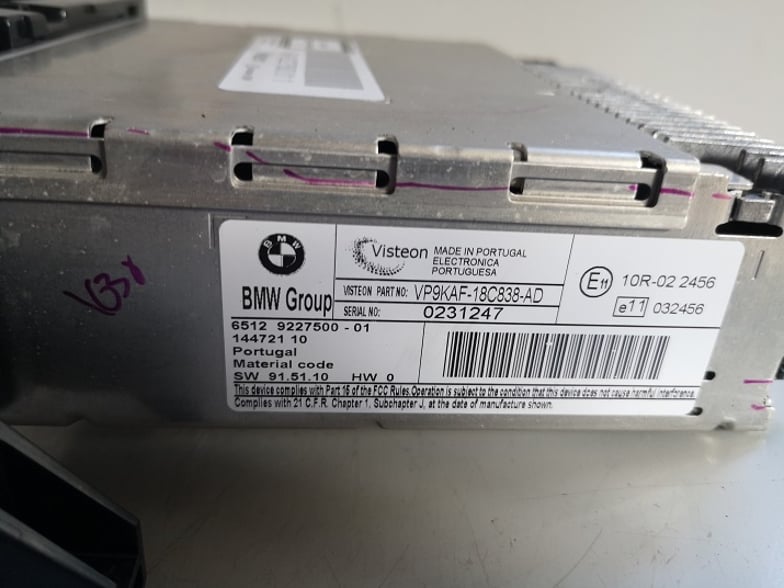 BMW
BMW Group
Visteon
MADE IN PORTUGAL
ELECTRONICA
PORTUGUESA
VISTEON PART NO: VP9KAF-18C838-AD
SERIAL NO: 0231247
E11 10R-02 2456
e11 032456
6512 9227500 -01
144721 10
Portugal
Material code
SW 91.51.10 HW 0
This device complies with Part 15 of the FCC Rules.Operation is subject to the condition that this device does not cause harmful interference.
Complies with 21 C.F.R. Chapter 1, Subchapter J, at the date of manufacture shown.